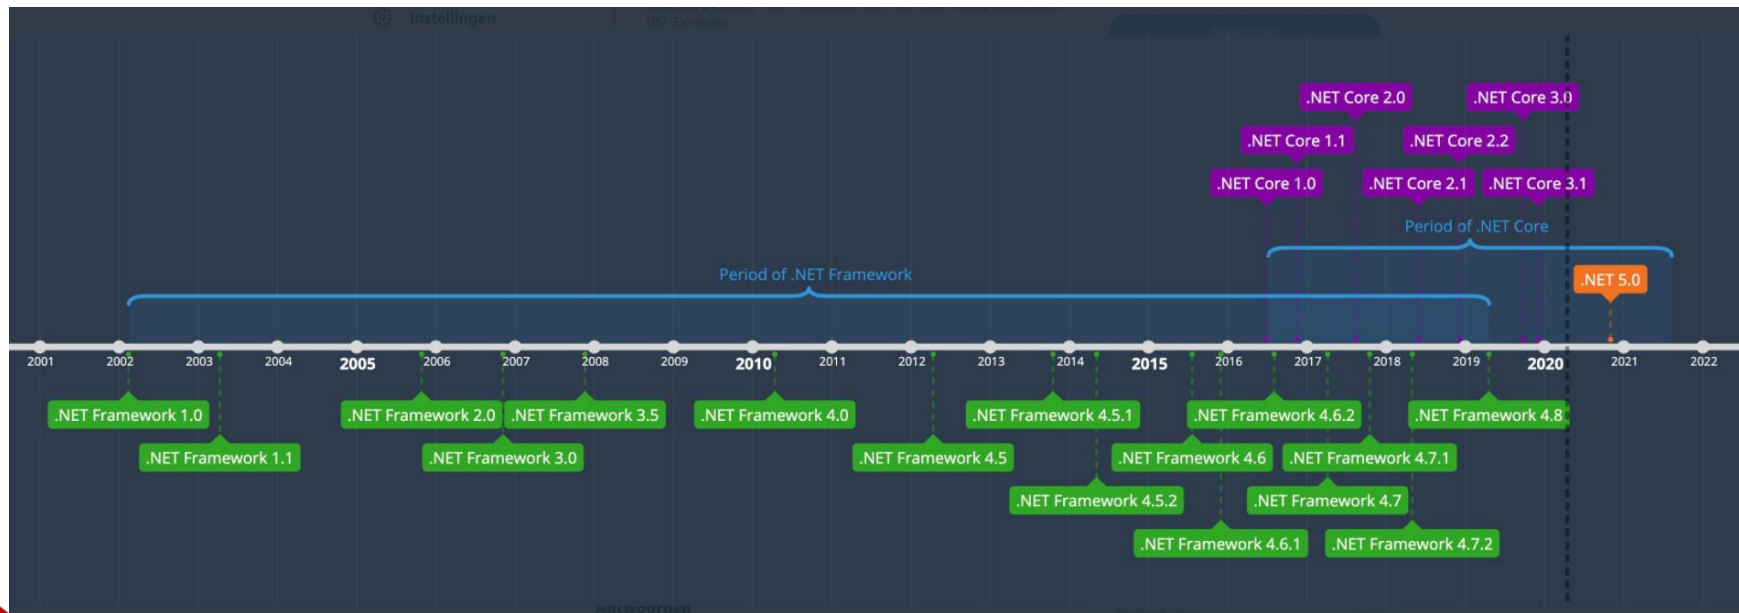 Instellingen
NET 5's release.
.NET Core 2.0 .NET Core 3.0
.NET Core 1.1 .NET Core 2.2
.NET Core 1.0 .NET Core 2.1 .NET Core 3.1
Period of .NET Core
Period of .NET Framework
.NET 5.0
2001 2002 2003 2004 2005 2006 2007 2008 2009 2010 2011 2012 2013 2014 2015 2016 2017 2018 2019 2020 2021 2022
.NET Framework 1.0 .NET Framework 2.0 .NET Framework 3.5 .NET Framework 4.0 .NET Framework 4.5.1 .NET Framework 4.6.2 .NET Framework 4.8
.NET Framework 1.1 .NET Framework 3.0 .NET Framework 4.5 .NET Framework 4.6 .NET Framework 4.7.1
.NET Framework 4.5.2 .NET Framework 4.7
.NET Framework 4.6.1 .NET Framework 4.7.2
Antwoorden